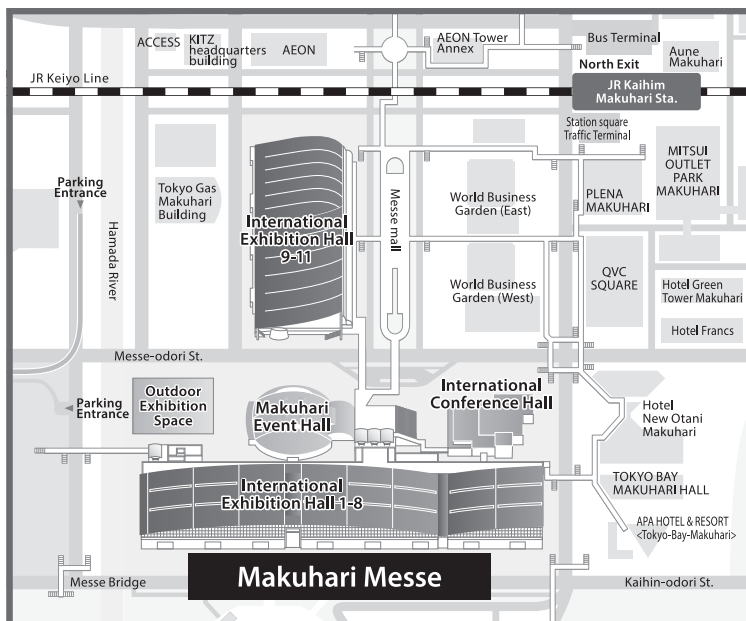 ACCESS
KITZ
headquarters
building
AEON
AEON Tower
Annex
Bus Terminal
North Exit
Aune
Makuhari
JR Keiyo Line
JR Kaihim
Makuhari Sta.
Station square
Traffic Terminal
Parking
Entrance
Tokyo Gas
Makuhari
Building
International
Exhibition Hall
9-11
Messe mall
World Business
Garden (East)
PLENA
MAKUHARI
MITSUI
OUTLET
PARK
MAKUHARI
Hamada River
World Business
Garden (West)
QVC
SQUARE
Hotel Green
Tower Makuhari
Hotel Francs
Messe-odori St.
Parking
Entrance
Outdoor
Exhibition
Space
Makuhari
Event Hall
International
Conference Hall
Hotel
New Otani
Makuhari
International
Exhibition Hall 1-8
TOKYO BAY
MAKUHARI HALL
APA HOTEL & RESORT
<Tokyo-Bay-Makuhari>
Messe Bridge
Makuhari Messe
Kaihin-odori St.